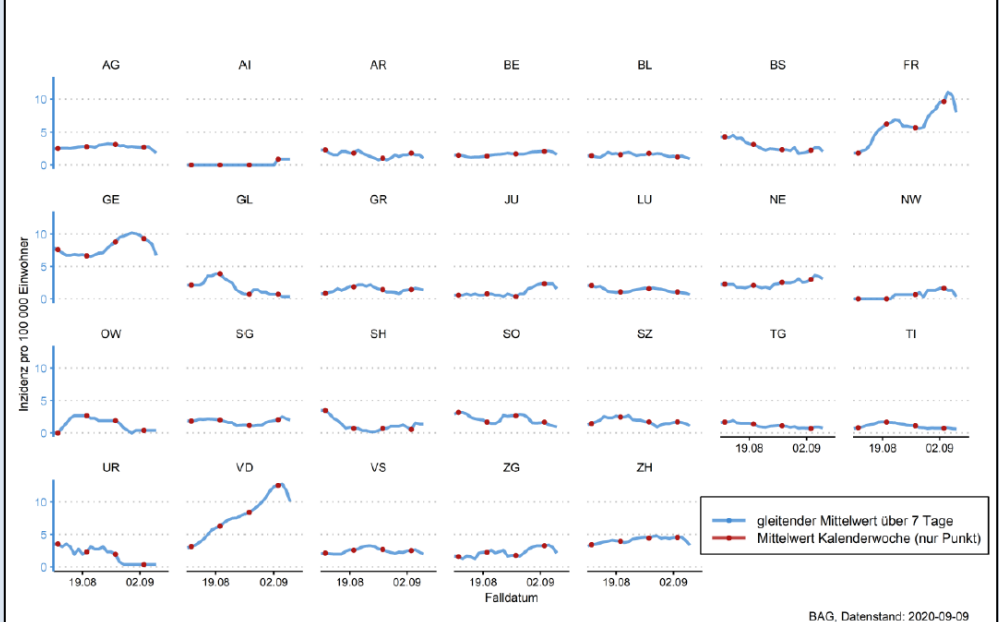 AG AI AR BE BL BS FR
10
5
0
GE GL GR JU LU NE NW
10
5
0
OW SG SH SO SZ TG TI
10
5
0
19.08 02.09 19.08 02.09
UR VD VS ZG ZH
10
5
0
19.08 02.09 19.08 02.09 19.08 02.09 19.08 02.09 19.08 02.09
Inzidenz pro 100 000 Einwohner
Falldatum
gleitender Mittelwert über 7 Tage
Mittelwert Kalenderwoche (nur Punkt)
BAG, Datenstand: 2020-09-09